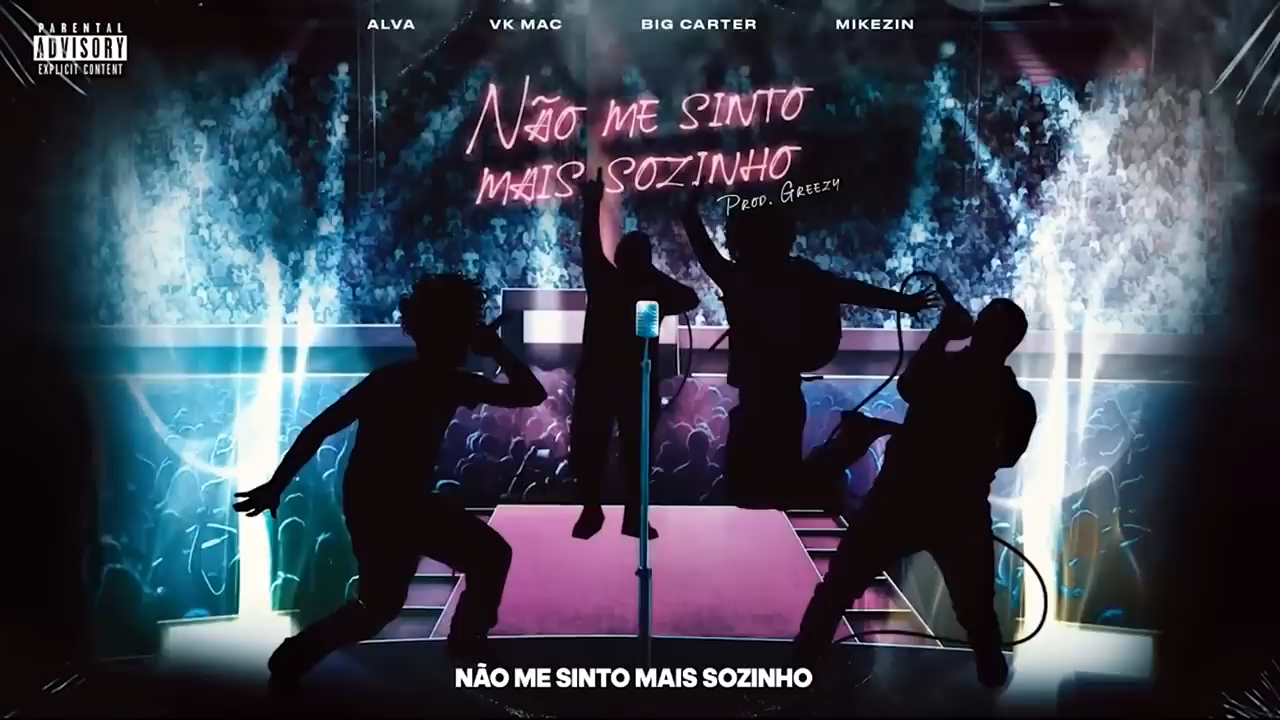 ALVA VK MAC BIG CARTER MIKEZIN
PARENTAL
ADVISORY
EXPLICIT CONTENT
NÃO ME SINTO
MAIS SOZINHO
PROD. GREEZY
NÃO ME SINTO MAIS SOZINHO